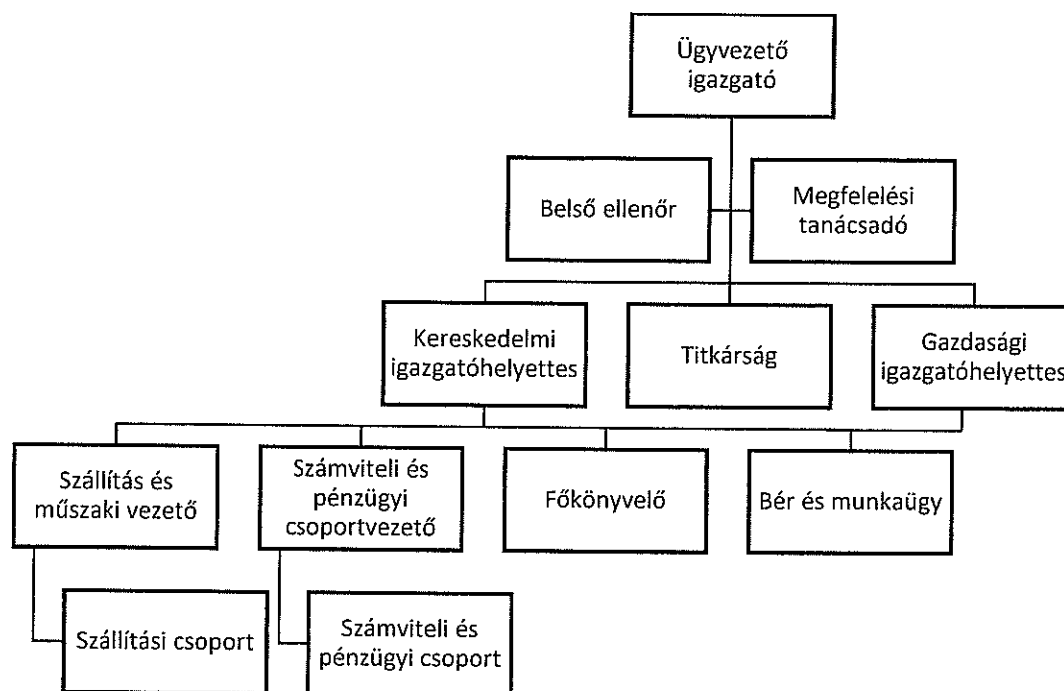 Ügyvezető
igazgató
Belső ellenőr
Megfelelési
tanácsadó
Kereskedelmi
igazgatóhelyettes
Titkárság
Gazdasági
igazgatóhelyettes
Szállítás és
műszaki vezető
Számviteli és
pénzügyi
csoportvezető
Főkönyvelő
Bér és munkaügy
Szállítási csoport
Számviteli és
pénzügyi csoport